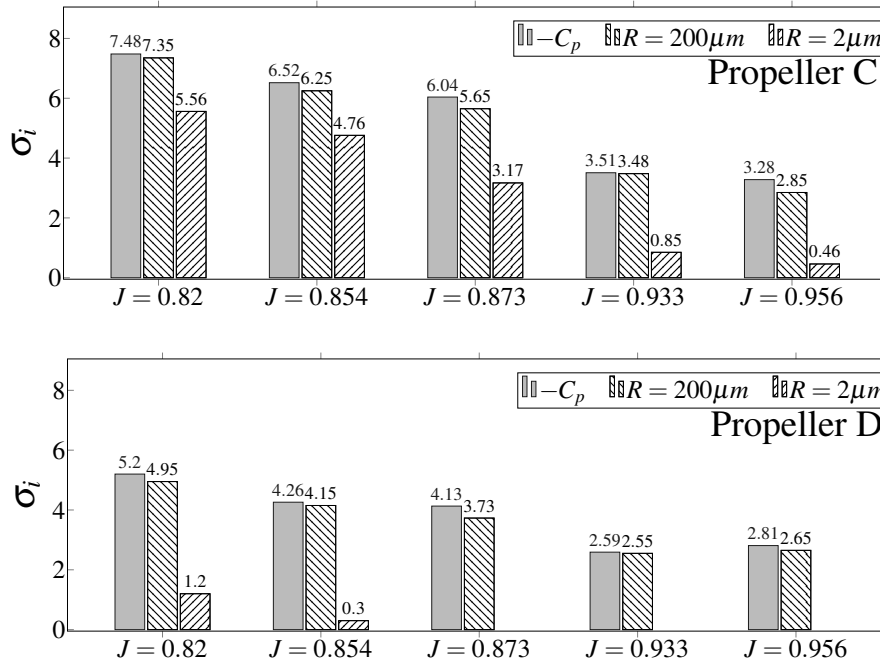 8
6
4
2
0
σi
−Cp R = 200μm R = 2μm
Propeller C
7.48 7.35 5.56
6.52 6.25 4.76
6.04 5.65 3.17
3.51 3.48 0.85
3.28 2.85 0.46
J = 0.82 J = 0.854 J = 0.873 J = 0.933 J = 0.956
8
6
4
2
0
σi
−Cp R = 200μm R = 2μm
Propeller D
5.2 4.95 1.2
4.26 4.15 0.3
4.13 3.73
2.59 2.55
2.81 2.65
J = 0.82 J = 0.854 J = 0.873 J = 0.933 J = 0.956